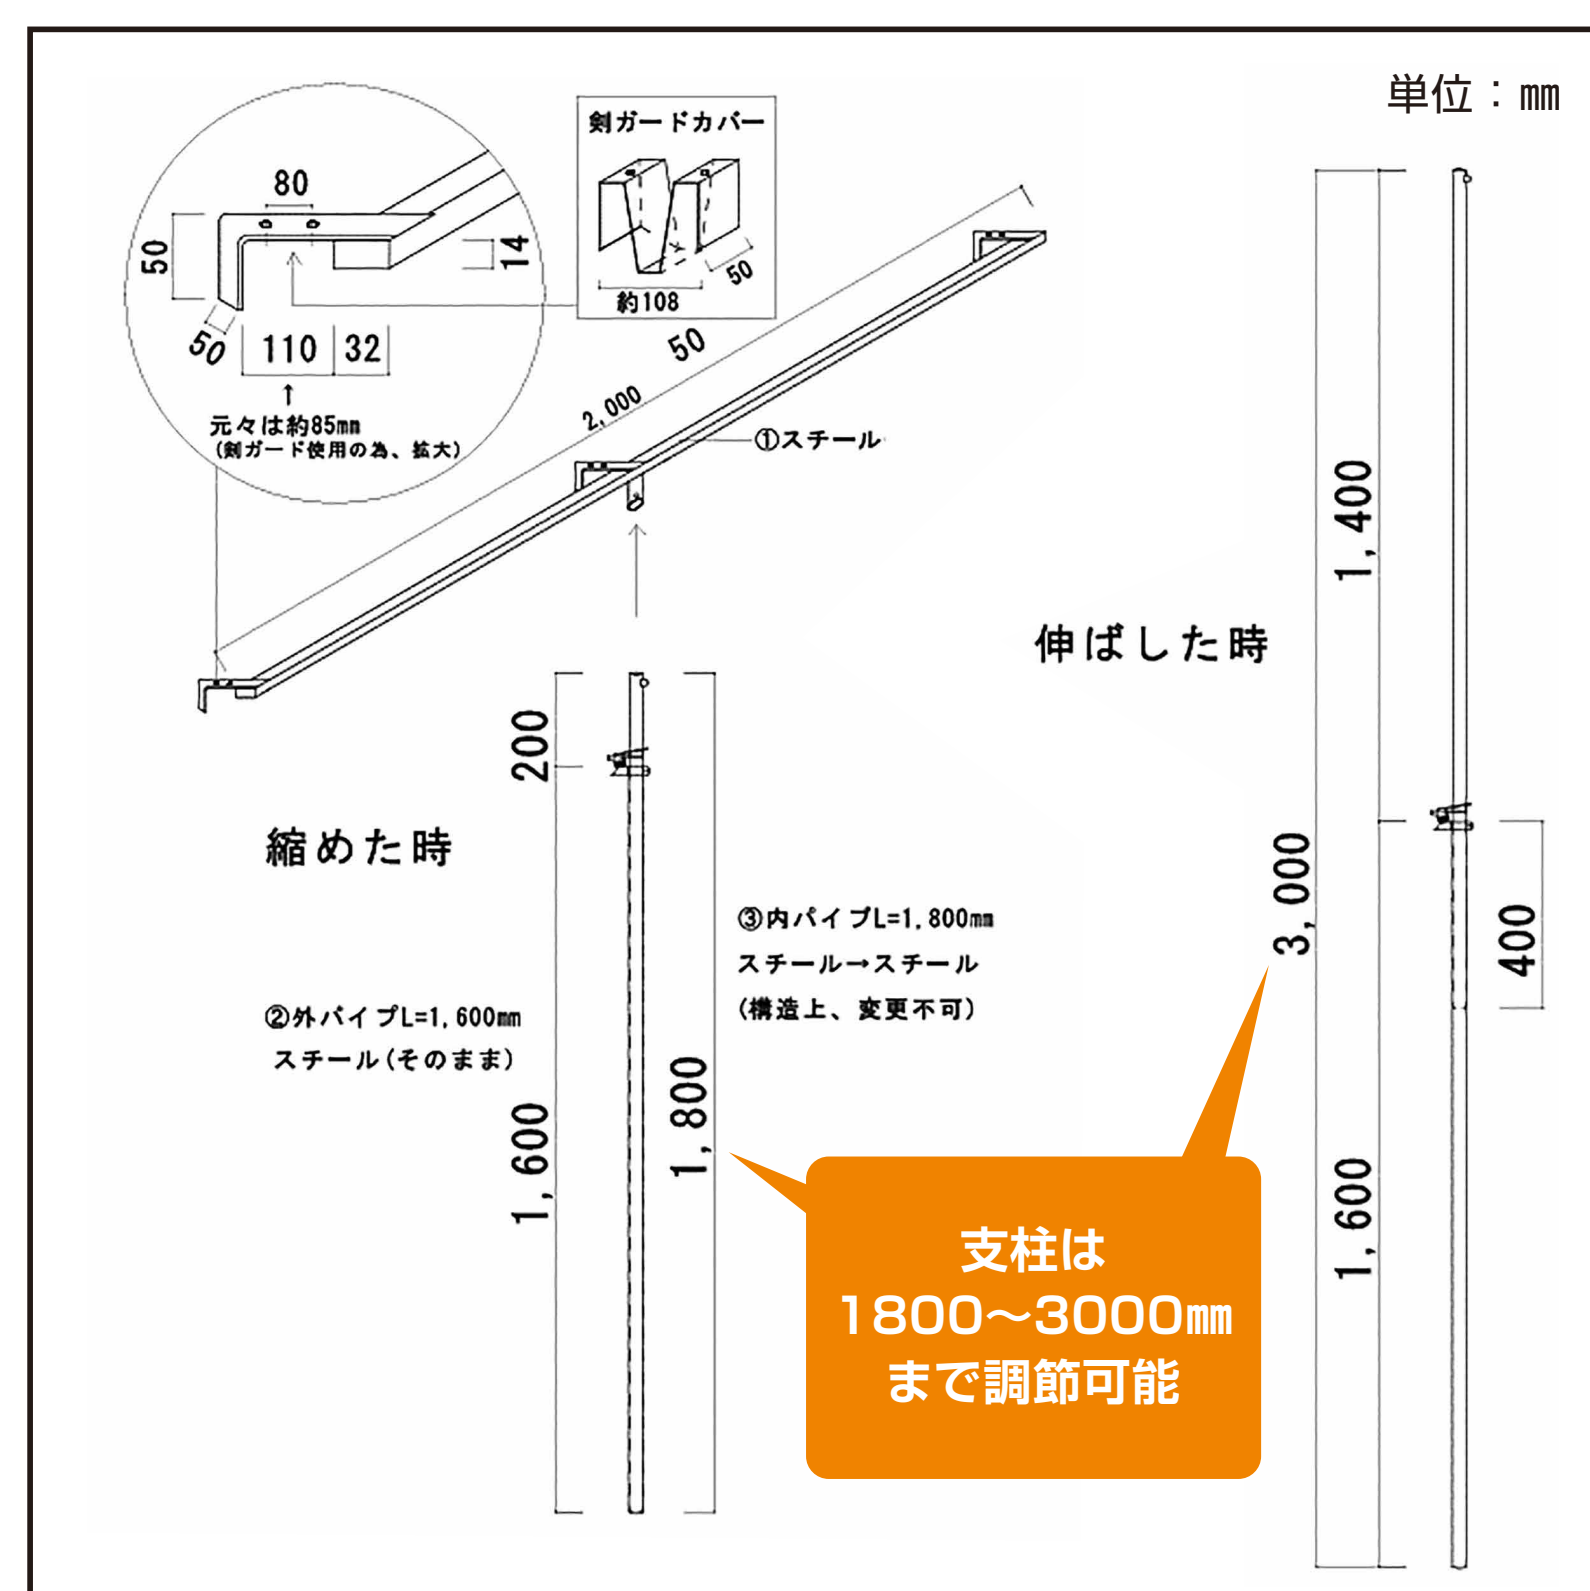 単位：㎜
剣ガードカバー
約108
50
80
50
14
50
110
32
↑
元々は約85㎜
(剣ガード使用の為、拡大)
50
2,000
①スチール
伸ばした時
1,400
3,000
400
1,600
200
縮めた時
③内パイプL=1,800㎜
スチール→スチール
(構造上、変更不可)
②外パイプL=1,600㎜
スチール(そのまま)
1,600
1,800
支柱は
1800～3000㎜
まで調節可能